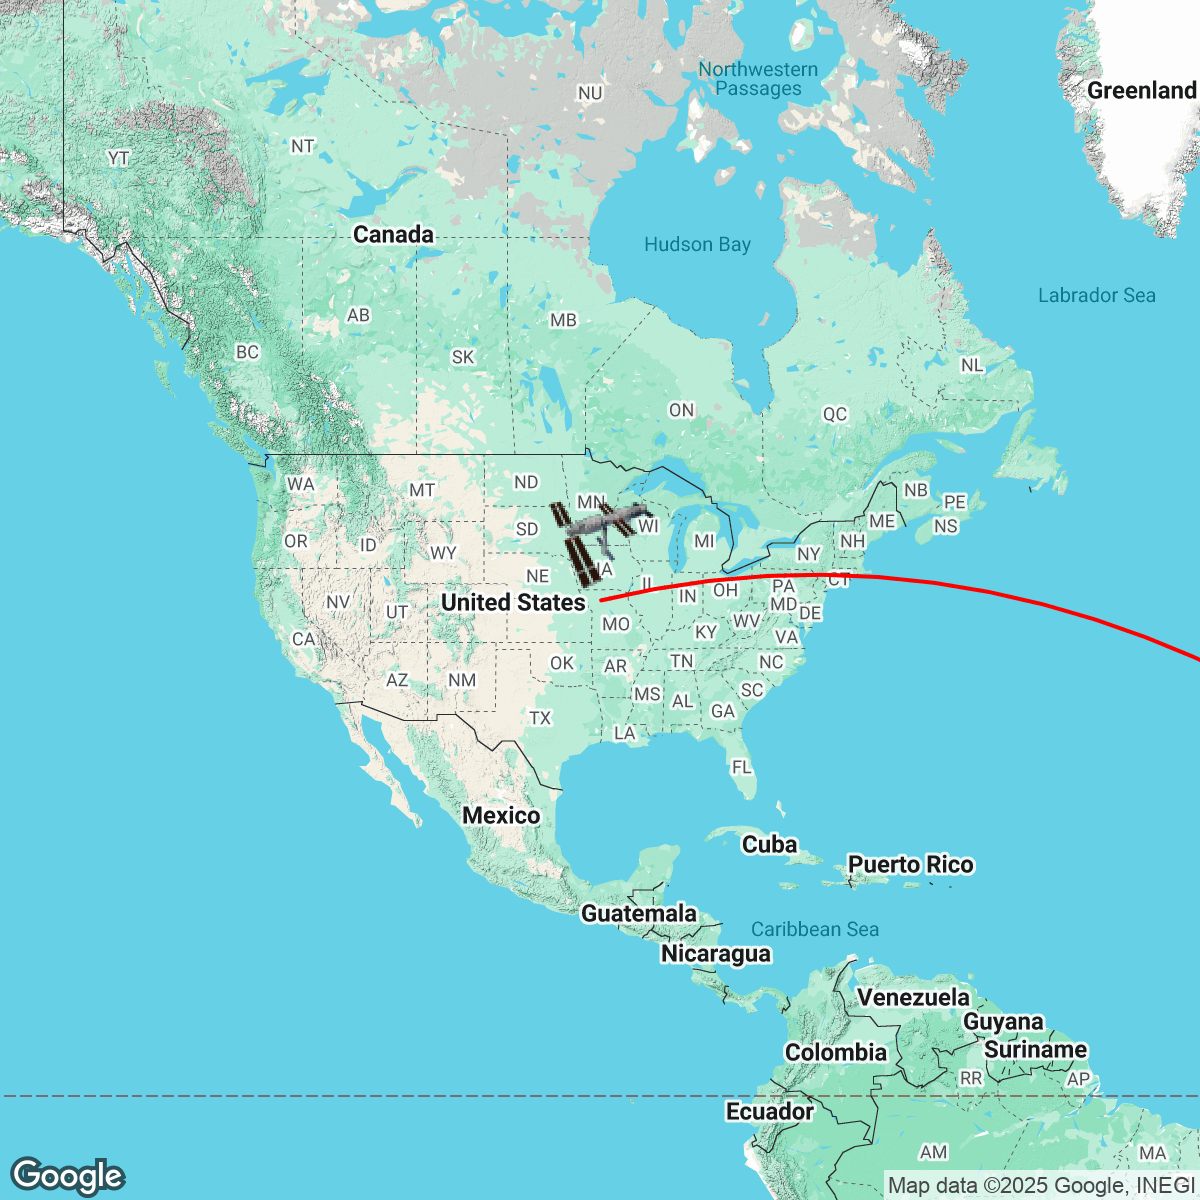 Northwestern
Passages
Greenland
NU
NT
YT
Canada
Hudson Bay
Labrador Sea
AB
MB
BC
SK
NL
ON
QC
WA
ND
MT
MN
NB
PE
ME
NS
SD
WI
OR
ID
WY
MI
NY
NH
NE
IA
IL
IN
OH
PA
CT
NV
UT
United States
MD
DE
CA
MO
KY
WV
VA
OK
AR
TN
NC
AZ
NM
MS
AL
SC
GA
TX
LA
FL
Mexico
Cuba
Puerto Rico
Guatemala
Caribbean Sea
Nicaragua
Venezuela
Guyana
Colombia
Suriname
RR
AP
Ecuador
AM
MA
Google
Map data ©2025 Google, INEGI